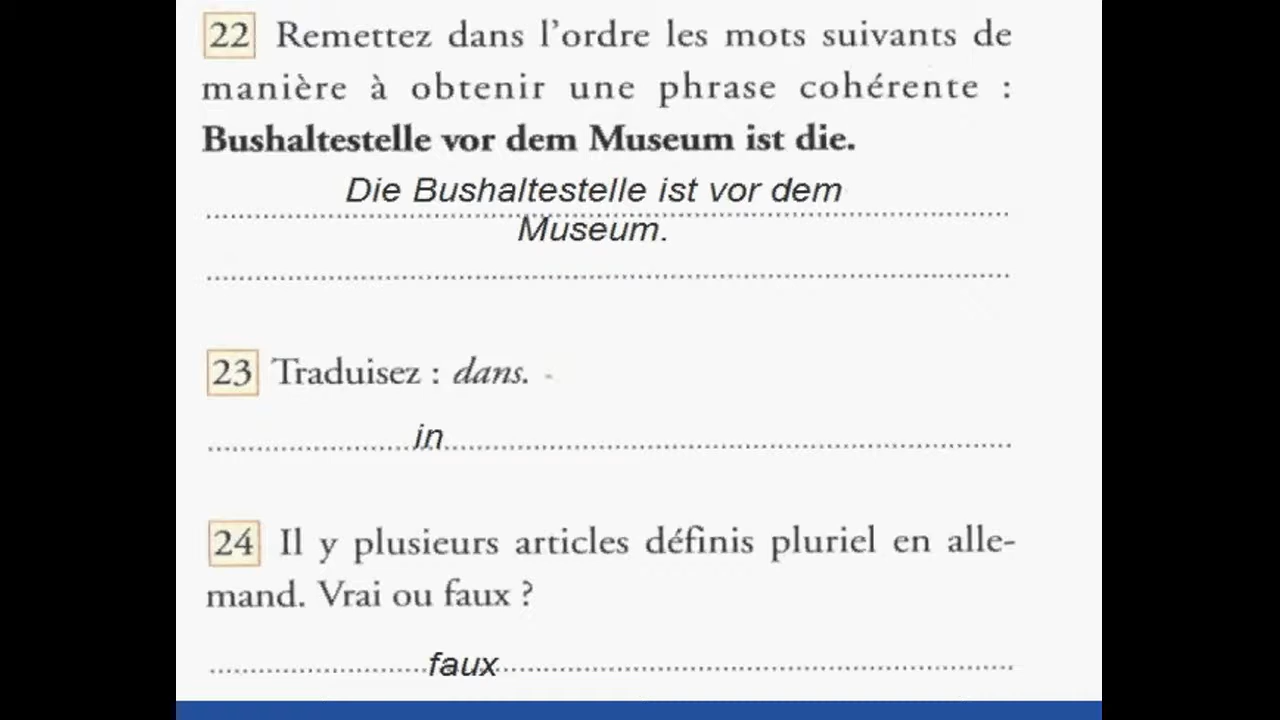 22 Remettez dans l'ordre les mots suivants de
manière à obtenir une phrase cohérente :
Bushaltestelle vor dem Museum ist die.
Die Bushaltestelle ist vor dem
Museum.
23 Traduisez : dans.
in
24 Il y plusieurs articles définis pluriel en alle-
mand. Vrai ou faux ?
faux